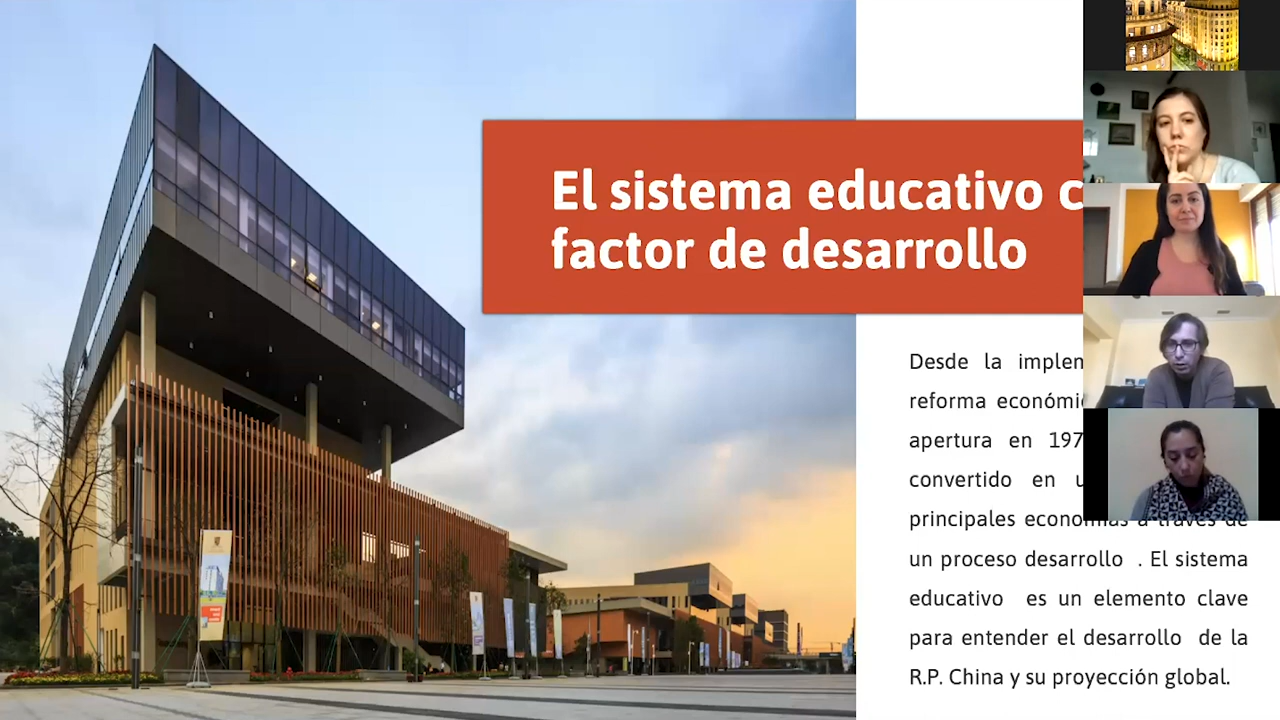 El sistema educativo c
factor de desarrollo
Desde la implen
reforma económi
apertura en 197
convertido en u
principales economías a través de
un proceso desarrollo . El sistema
educativo es un elemento clave
para entender el desarrollo de la
R.P. China y su proyección global.